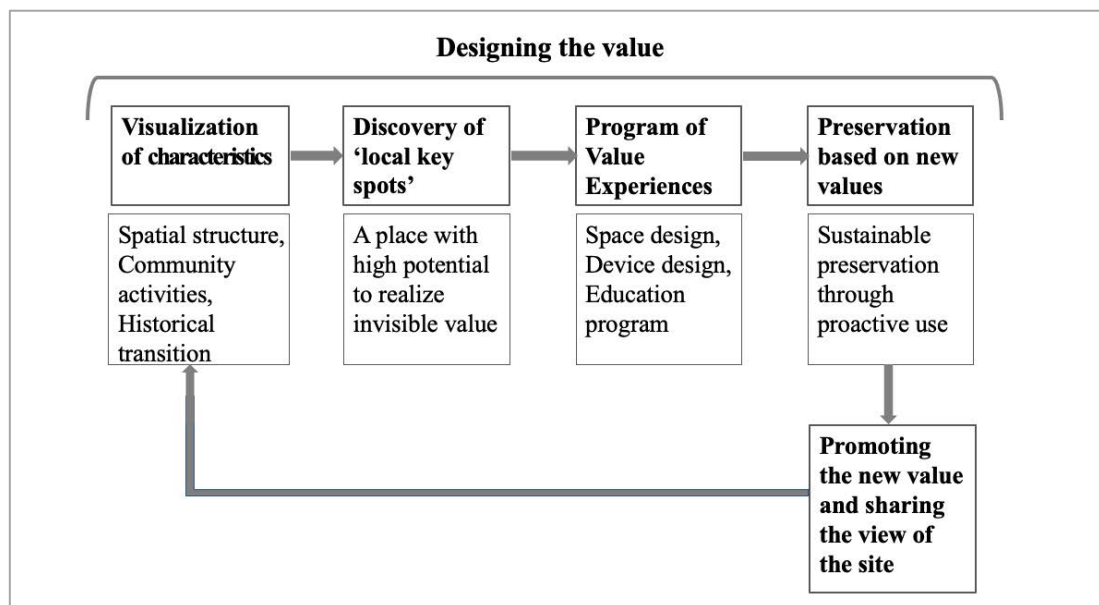 Designing the value
Visualization
of characteristics
Discovery of
‘local key
spots’
Program of
Value
Experiences
Preservation
based on new
values
Spatial structure,
Community
activities,
Historical
transition
A place with
high potential
to realize
invisible value
Space design,
Device design,
Education
program
Sustainable
preservation
through
proactive use
Promoting
the new value
and sharing
the view of
the site